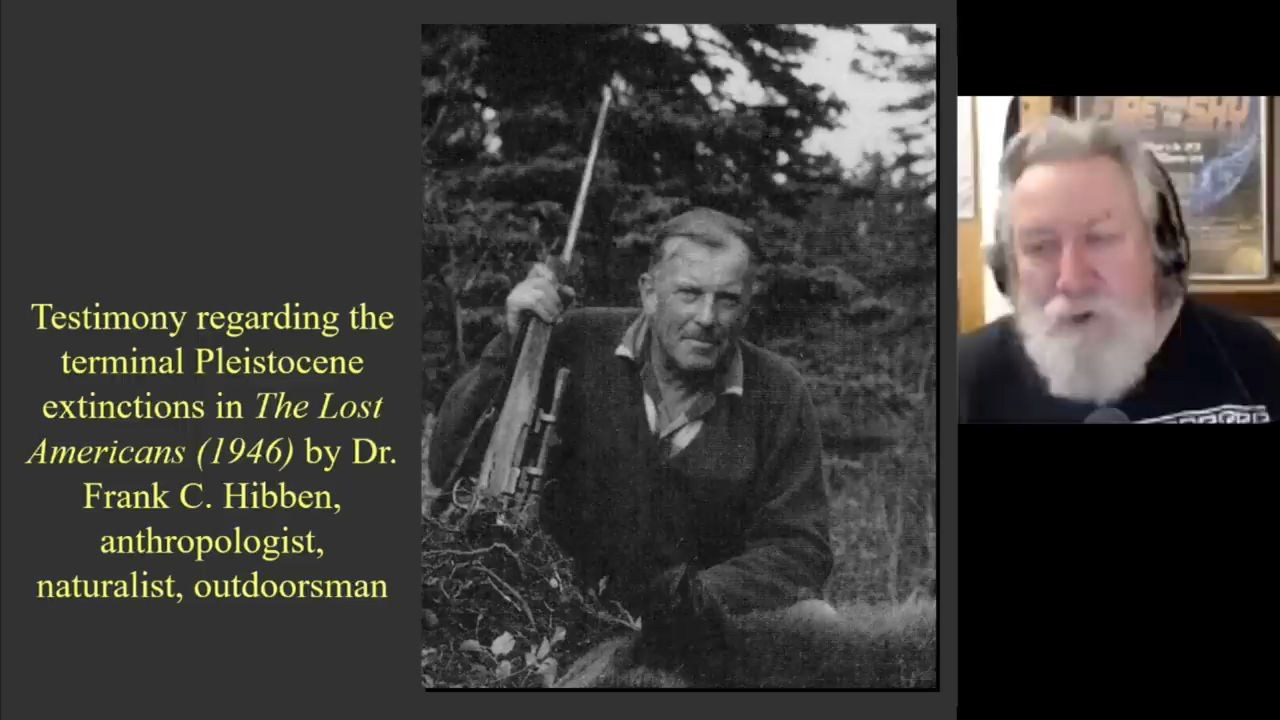 Testimony regarding the
terminal Pleistocene
extinctions in The Lost
Americans (1946) by Dr.
Frank C. Hibben,
anthropologist,
naturalist, outdoorsman